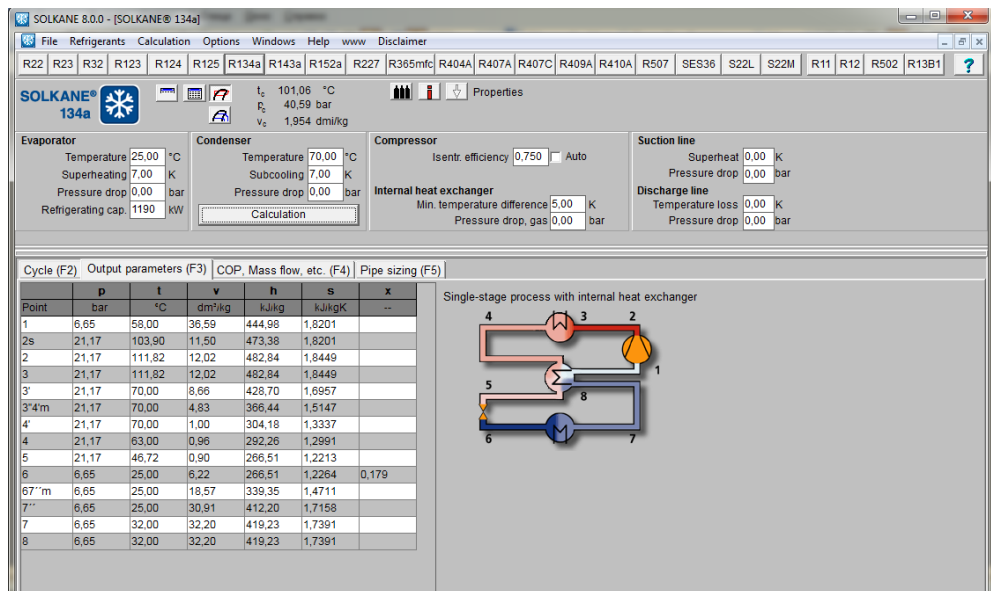 SOLKANE 8.0.0 - [SOLKANE® 134a]
File Refrigerants Calculation Options Windows Help www Disclaimer
R22 R23 R32 R123 R124 R125 R134a R143a R152a R227 R365mfc R404A R407A R407C R409A R410A R507 SES36 S22L S22M R11 R12 R502 R13B1 ?
SOLKANE®
134a
tc 101,06 °C
pc 40,59 bar
vc 1,954 dmi/kg
Properties
Evaporator Condenser Compressor Suction line
Temperature 25,00 °C Temperature 70,00 °C Isentr. efficiency 0,750 Auto Superheat 0,00 K
Superheating 7,00 K Subcooling 7,00 K Pressure drop 0,00 bar
Pressure drop 0,00 bar Pressure drop 0,00 bar Internal heat exchanger Discharge line
Refrigerating cap. 1190 kW Calculation Min. temperature difference 5,00 K Temperature loss 0,00 K
Pressure drop, gas 0,00 bar Pressure drop 0,00 bar
Cycle (F2) Output parameters (F3) COP, Mass flow, etc. (F4) Pipe sizing (F5)
p t v h s x
Point bar °C dm³/kg kJ/kg kJ/kgK --
1 6,65 58,00 36,59 444,98 1,8201
2s 21,17 103,90 11,50 473,38 1,8201
2 21,17 111,82 12,02 482,84 1,8449
3 21,17 111,82 12,02 482,84 1,8449
3' 21,17 70,00 8,66 428,70 1,6957
3"4'm 21,17 70,00 4,83 366,44 1,5147
4' 21,17 70,00 1,00 304,18 1,3337
4 21,17 63,00 0,96 292,26 1,2991
5 21,17 46,72 0,90 266,51 1,2213
6 6,65 25,00 6,22 266,51 1,2264 0,179
67´´m 6,65 25,00 18,57 339,35 1,4711
7´´ 6,65 25,00 30,91 412,20 1,7158
7 6,65 32,00 32,20 419,23 1,7391
8 6,65 32,00 32,20 419,23 1,7391
Single-stage process with internal heat exchanger
4 3 2
1
5
8
6 7